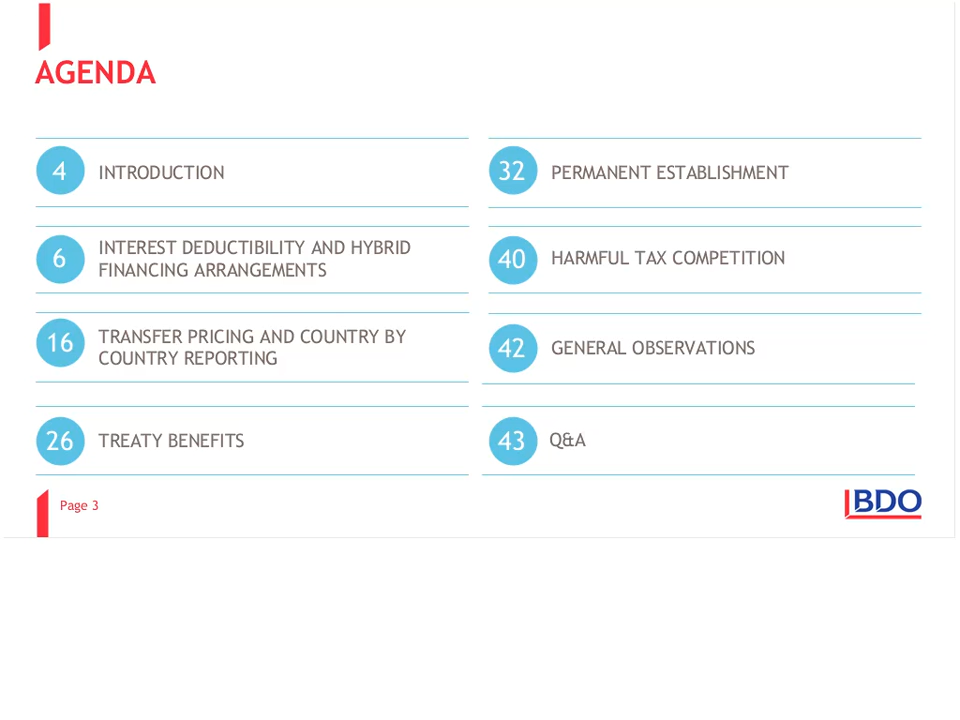 AGENDA
4 INTRODUCTION
6 INTEREST DEDUCTIBILITY AND HYBRID
FINANCING ARRANGEMENTS
16 TRANSFER PRICING AND COUNTRY BY
COUNTRY REPORTING
26 TREATY BENEFITS
32 PERMANENT ESTABLISHMENT
40 HARMFUL TAX COMPETITION
42 GENERAL OBSERVATIONS
43 Q&A
Page 3
BDO